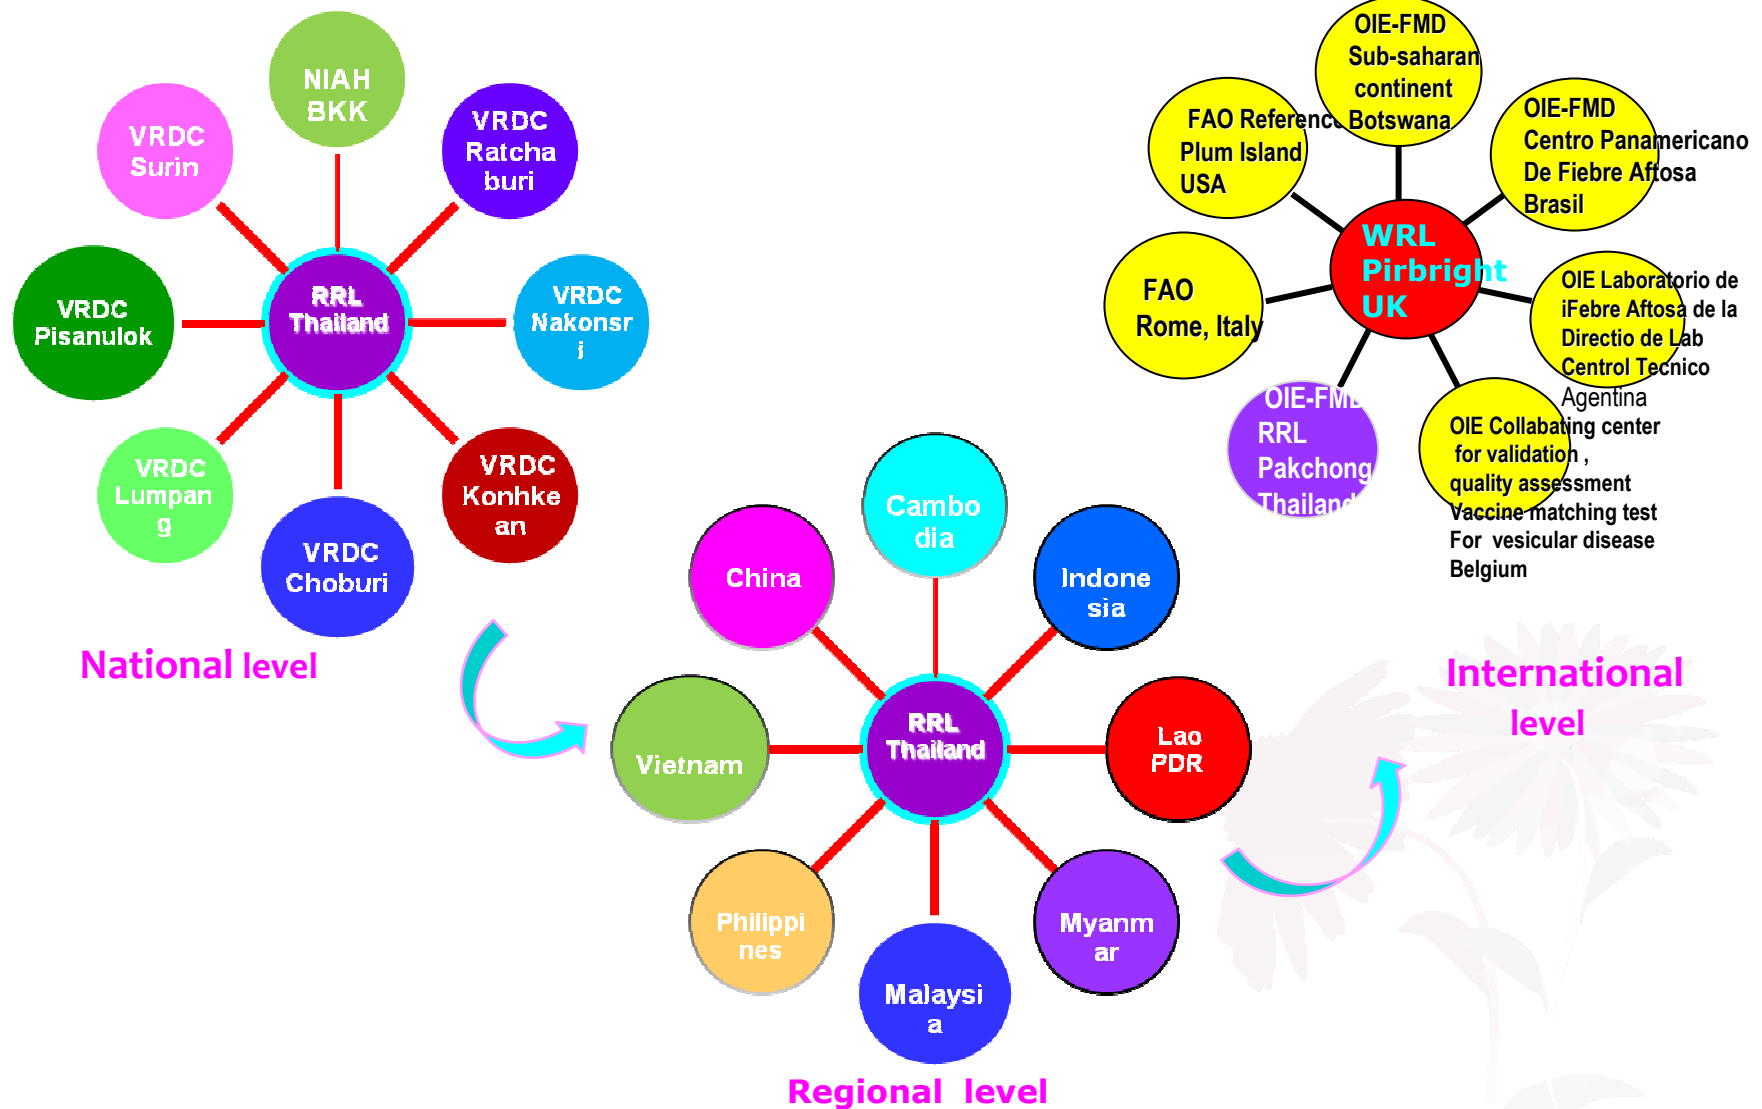 NIAH
BKK
VRDC
Ratcha
buri
VRDC
Surin
VRDC
Pisanulok
RRL
Thailand
VRDC
Nakonsr
i
VRDC
Lumpan
g
VRDC
Choburi
VRDC
Konhke
an
National level
Cambo
dia
China
Indone
sia
Vietnam
RRL
Thailand
Lao
PDR
Philippi
nes
Malaysi
a
Myanm
ar
Regional level
OIE-FMD
Sub-saharan
continent
Botswana
FAO Reference
Plum Island
USA
OIE-FMD
Centro Panamericano
De Fiebre Aftosa
Brasil
WRL
Pirbright
UK
FAO
Rome, Italy
OIE Laboratorio de
iFebre Aftosa de la
Directio de Lab
Centrol Tecnico
Agentina
OIE-FMD
RRL
Pakchong
Thailand
OIE Collabating center
for validation ,
quality assessment
Vaccine matching test
For vesicular disease
Belgium
International
level